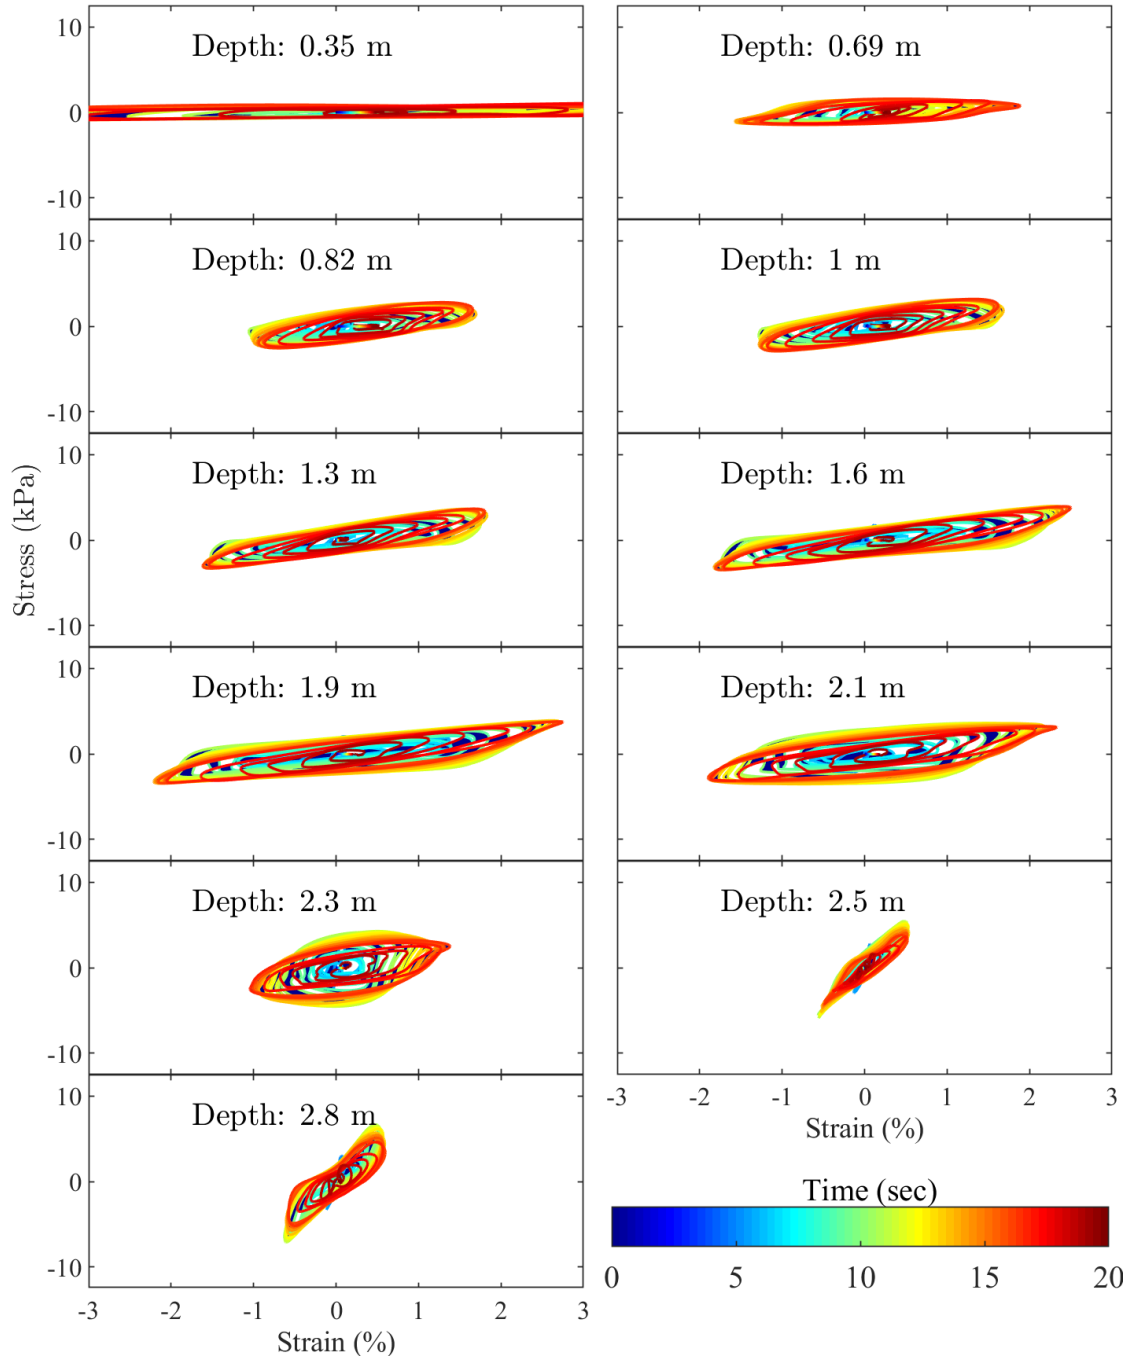 10
0
-10
Depth: 0.35 m
Depth: 0.69 m
10
0
-10
Depth: 0.82 m
Depth: 1 m
10
0
-10
Depth: 1.3 m
Depth: 1.6 m
Stress (kPa)
10
0
-10
Depth: 1.9 m
Depth: 2.1 m
10
0
-10
Depth: 2.3 m
Depth: 2.5 m
-3 -2 -1 0 1 2 3
Strain (%)
10
0
-10
Depth: 2.8 m
-3 -2 -1 0 1 2 3
Strain (%)
Time (sec)
0 5 10 15 20